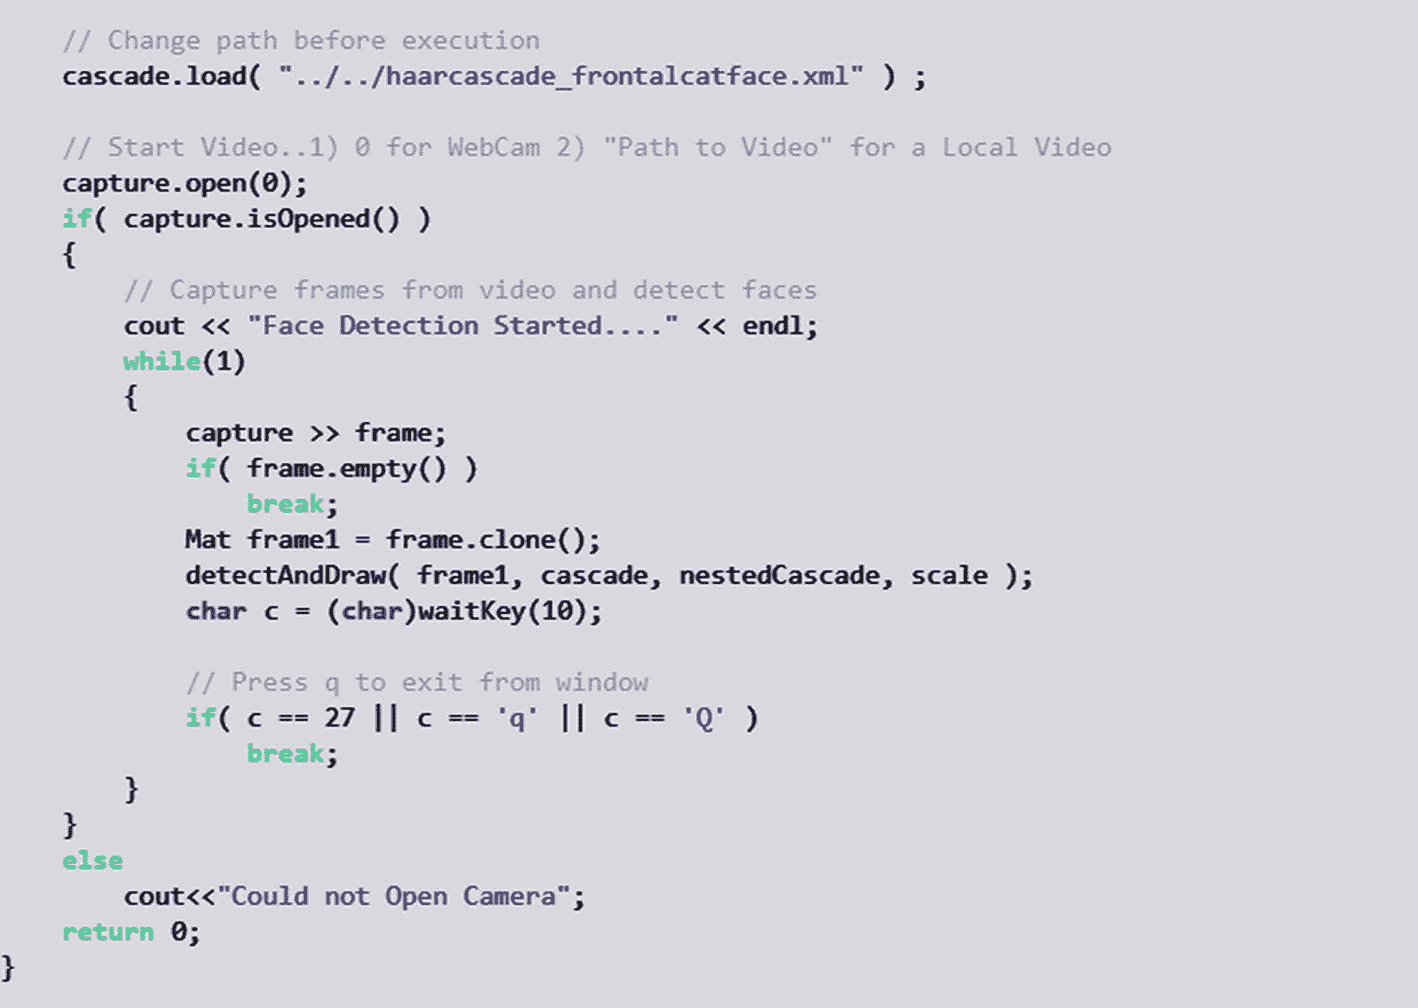 // Change path before execution
cascade.load( "../../haarcascade_frontalcatface.xml" ) ;
// Start Video..1) 0 for WebCam 2) "Path to Video" for a Local Video
capture.open(0);
if( capture.isOpened() )
{
// Capture frames from video and detect faces
cout << "Face Detection Started...." << endl;
while(1)
{
capture >> frame;
if( frame.empty() )
break;
Mat frame1 = frame.clone();
detectAndDraw( frame1, cascade, nestedCascade, scale );
char c = (char)waitKey(10);
// Press q to exit from window
if( c == 27 || c == 'q' || c == 'Q' )
break;
}
}
else
cout<<"Could not Open Camera";
return 0;
}